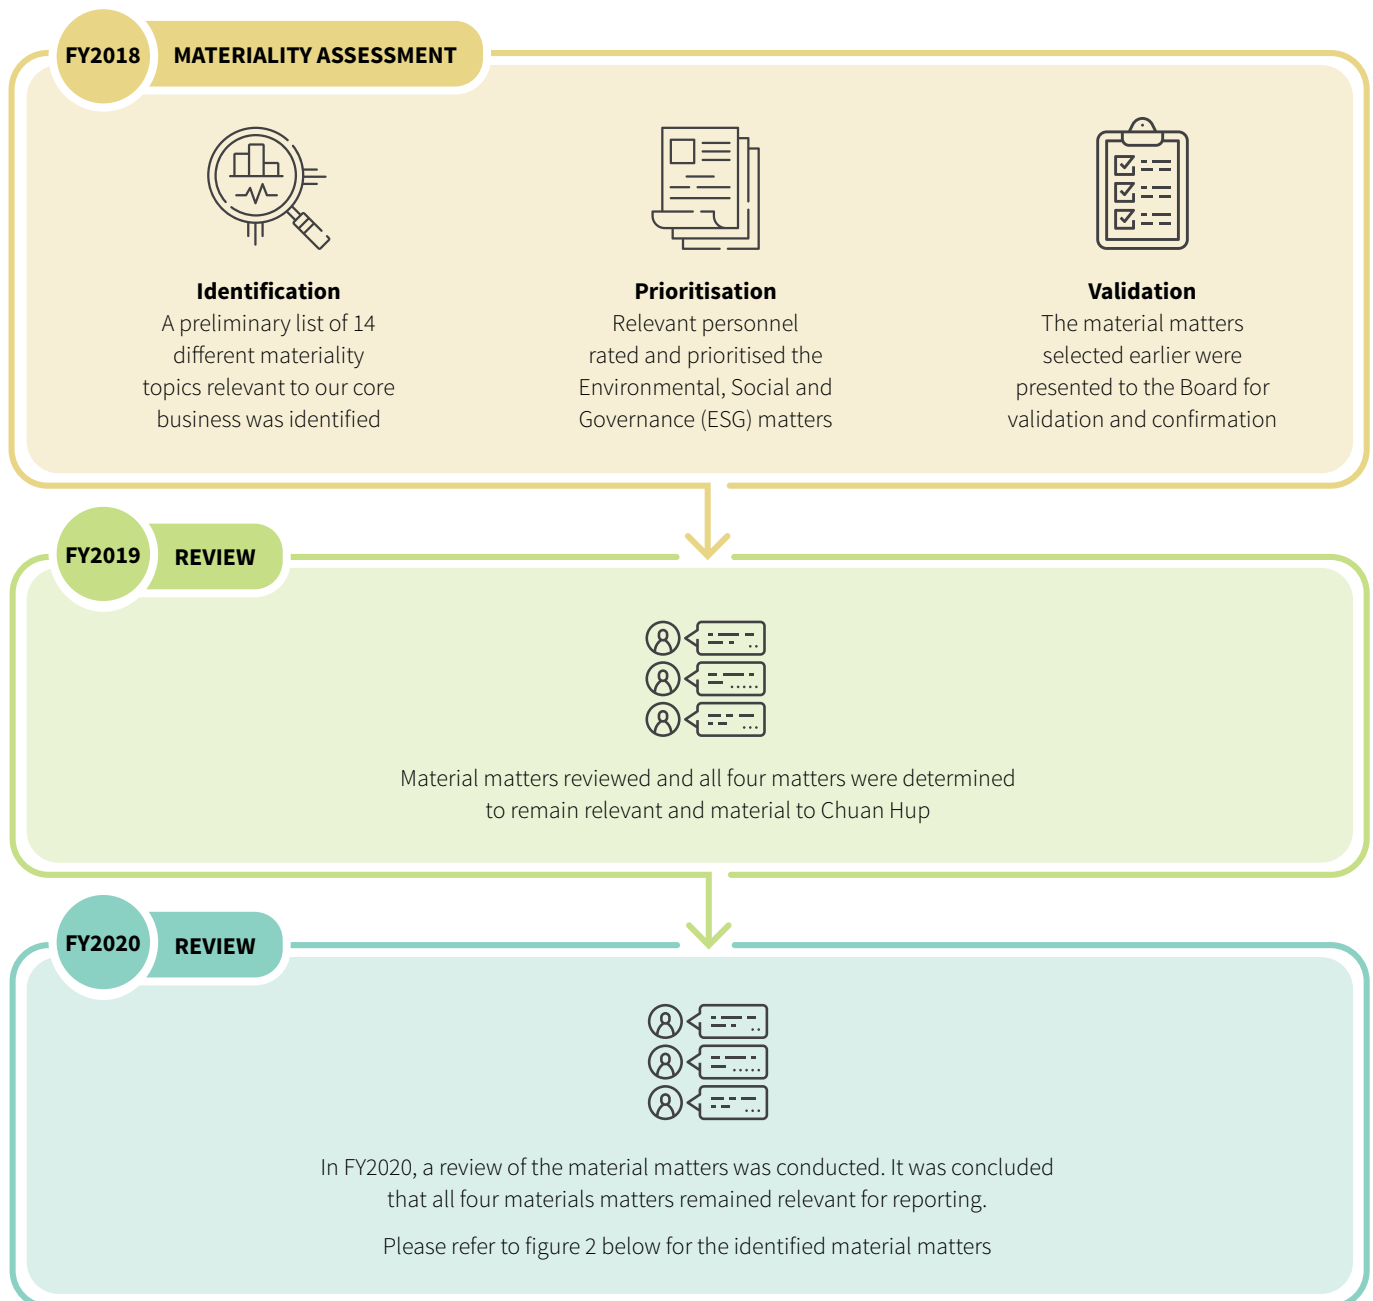 FY2018 MATERIALITY ASSESSMENT
Identification
A preliminary list of 14
different materiality
topics relevant to our core
business was identified
Prioritisation
Relevant personnel
rated and prioritised the
Environmental, Social and
Governance (ESG) matters
Validation
The material matters
selected earlier were
presented to the Board for
validation and confirmation
FY2019 REVIEW
Material matters reviewed and all four matters were determined
to remain relevant and material to Chuan Hup
FY2020 REVIEW
In FY2020, a review of the material matters was conducted. It was concluded
that all four materials matters remained relevant for reporting.
Please refer to figure 2 below for the identified material matters